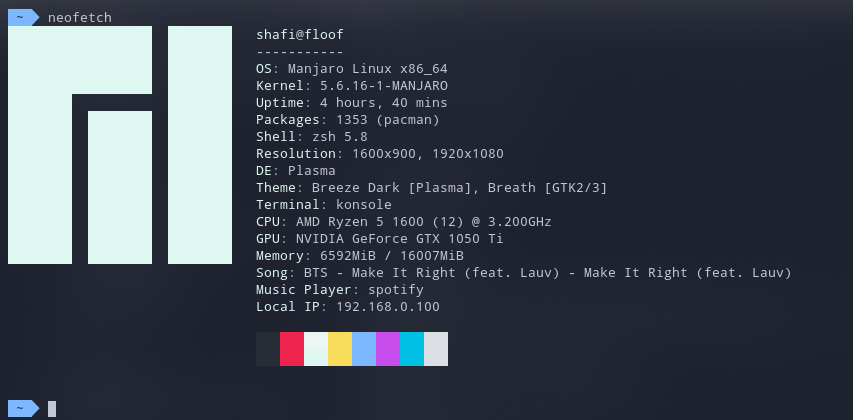 ~ neofetch
shafi@floof
-----------
OS: Manjaro Linux x86_64
Kernel: 5.6.16-1-MANJARO
Uptime: 4 hours, 40 mins
Packages: 1353 (pacman)
Shell: zsh 5.8
Resolution: 1600x900, 1920x1080
DE: Plasma
Theme: Breeze Dark [Plasma], Breath [GTK2/3]
Terminal: konsole
CPU: AMD Ryzen 5 1600 (12) @ 3.200GHz
GPU: NVIDIA GeForce GTX 1050 Ti
Memory: 6592MiB / 16007MiB
Song: BTS - Make It Right (feat. Lauv) - Make It Right (feat. Lauv)
Music Player: spotify
Local IP: 192.168.0.100
~